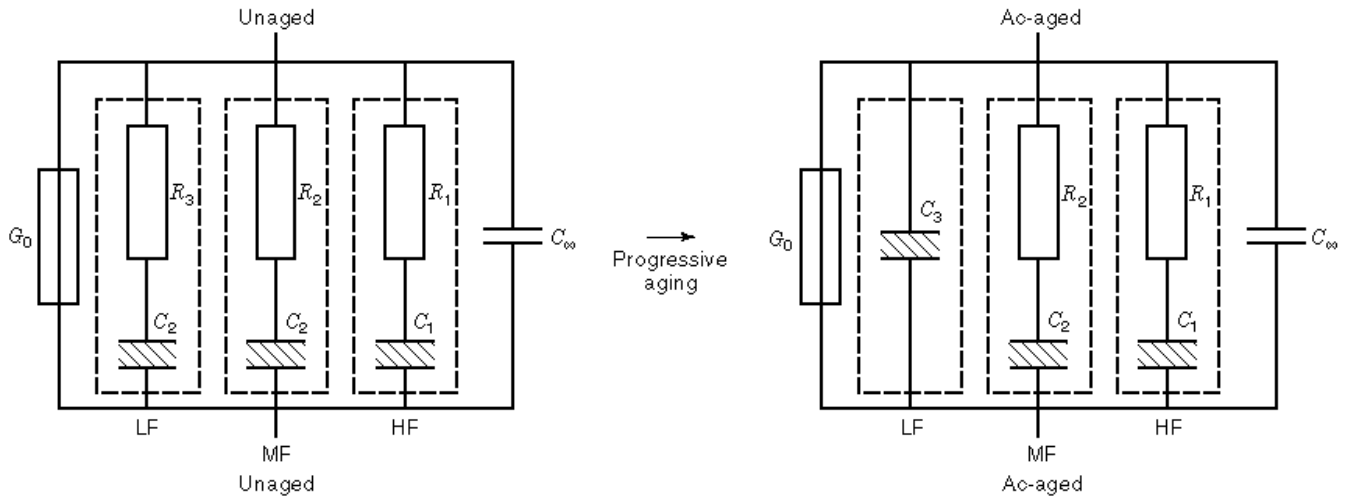 Unaged
Ac-aged
G₀
R₃
R₂
R₁
C₂
C₂
C₁
C∞
Progressive
aging
G₀
C₃
R₂
R₁
C₂
C₁
C∞
LF
MF
HF
LF
MF
HF
Unaged
Ac-aged